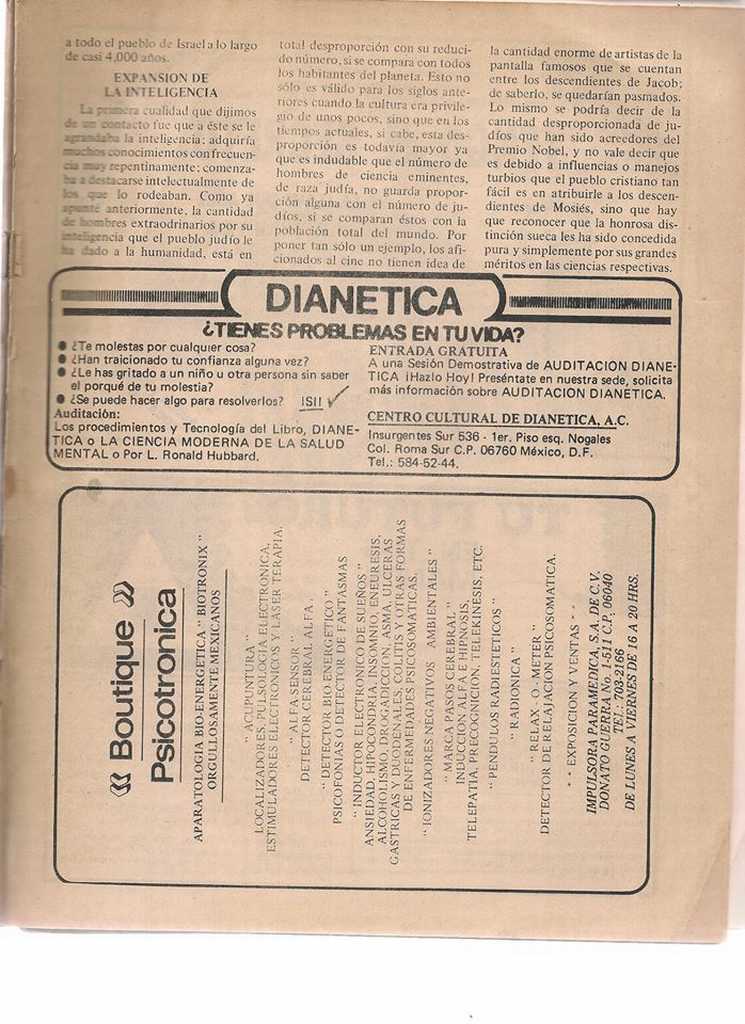 a todo el pueblo de Israel a lo largo
de casi 4,000 años.
EXPANSION DE
LA INTELIGENCIA
La primera cualidad que dijimos
de un contacto fue que a éste se le
agrandaba la inteligencia; adquiría
muchos conocimientos con frecuen-
cia muy repentinamente; comenza-
ba a destacarse intelectualmente de
los que lo rodeaban. Como ya
apunté anteriormente, la cantidad
de hombres extraodrinarios por su
inteligencia que el pueblo judío le
ha dado a la humanidad, está en
total desproporción con su reduci-
do número, si se compara con todos
los habitantes del planeta. Esto no
sólo es válido para los siglos ante-
riores cuando la cultura era privile-
gio de unos pocos, sino que en los
tiempos actuales, si cabe, esta des-
proporción es todavía mayor ya
que es indudable que el número de
hombres de ciencia eminentes,
de raza judía, no guarda propor-
ción alguna con el número de ju-
díos, si se comparan éstos con la
población total del mundo. Por
poner tan sólo un ejemplo, los afi-
cionados al cine no tienen idea de
la cantidad enorme de artistas de la
pantalla famosos que se cuentan
entre los descendientes de Jacob;
de saberlo, se quedarían pasmados.
Lo mismo se podría decir de la
cantidad desproporcionada de ju-
díos que han sido acreedores del
Premio Nobel, y no vale decir que
es debido a influencias o manejos
turbios que el pueblo cristiano tan
fácil es en atribuirle a los descen-
dientes de Mosiés, sino que hay
que reconocer que la honrosa dis-
tinción sueca les ha sido concedida
pura y simplemente por sus grandes
méritos en las ciencias respectivas.
DIANETICA
¿TIENES PROBLEMAS EN TU VIDA?
● ¿Te molestas por cualquier cosa?
● ¿Han traicionado tu confianza alguna vez?
● ¿Le has gritado a un niño u otra persona sin saber
el porqué de tu molestia?
● ¿Se puede hacer algo para resolverlos? ¡SI! ✓
Auditación:
Los procedimientos y Tecnología del Libro, DIANE-
TICA o LA CIENCIA MODERNA DE LA SALUD
MENTAL o Por L. Ronald Hubbard.
ENTRADA GRATUITA
A una Sesión Demostrativa de AUDITACION DIANE-
TICA ¡Hazlo Hoy! Preséntate en nuestra sede, solicita
más información sobre AUDITACION DIANETICA.
CENTRO CULTURAL DE DIANETICA, A.C.
Insurgentes Sur 536 - 1er. Piso esq. Nogales
Col. Roma Sur C.P. 06760 México, D.F.
Tel.: 584-52-44.
« Boutique »
Psicotronica
APARATOLOGIA BIO-ENERGETICA " BIOTRONIX "
ORGULLOSAMENTE MEXICANOS
" ACUPUNTURA "
LOCALIZADORES, PULSOLOGIA ELECTRONICA,
ESTIMULADORES ELECTRONICOS Y LASER TERAPIA.
" ALFA-SENSOR "
DETECTOR CEREBRAL ALFA.
" DETECTOR BIO-ENERGETICO "
PSICOFONIAS O DETECTOR DE FANTASMAS
" INDUCTOR ELECTRONICO DE SUEÑOS "
ANSIEDAD, HIPOCONDRIA, INSOMNIO, ENEURESIS,
ALCOHOLISMO, DROGADICCION, ASMA, ULCERAS
GASTRICAS Y DUODENALES, COLITIS Y OTRAS FORMAS
DE ENFERMEDADES PSICOSOMATICAS.
" IONIZADORES NEGATIVOS AMBIENTALES "
" MARCA PASOS CEREBRAL "
INDUCCION ALFA E HIPNOSIS,
TELEPATIA, PRECOGNICION, TELEKINESIS, ETC.
" PENDULOS RADIESTETICOS "
" RADIONICA "
" RELAX - O - METER "
DETECTOR DE RELAJACION PSICOSOMATICA.
" " EXPOSICION Y VENTAS " "
IMPULSORA PARAMEDICA, S.A. DE C.V.
DONATO GUERRA No. 1-511 C.P. 06040
TEL.: 703-2166
DE LUNES A VIERNES DE 16 A 20 HRS.